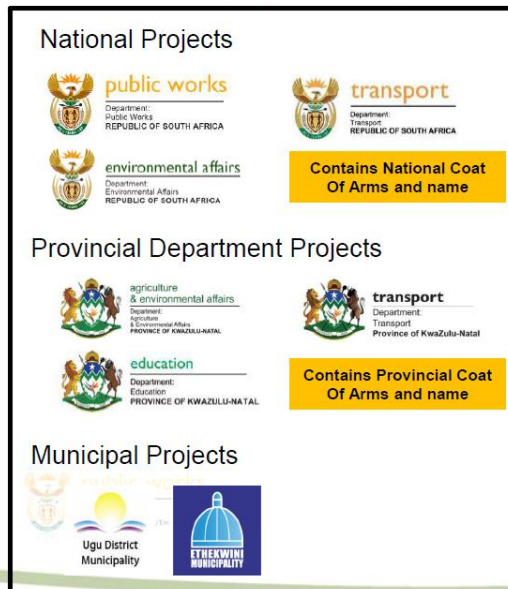 National Projects
public works
Department:
Public Works
REPUBLIC OF SOUTH AFRICA
transport
Department:
Transport
REPUBLIC OF SOUTH AFRICA
environmental affairs
Department:
Environmental Affairs
REPUBLIC OF SOUTH AFRICA
Contains National Coat
Of Arms and name
Provincial Department Projects
agriculture
& environmental affairs
Department:
Agriculture
& Environmental Affairs
PROVINCE OF KWAZULU-NATAL
transport
Department:
Transport
Province of KwaZulu-Natal
education
Department:
Education
PROVINCE OF KWAZULU-NATAL
Contains Provincial Coat
Of Arms and name
Municipal Projects
public works
Ugu District
Municipality
ETHEKWINI
MUNICIPALITY